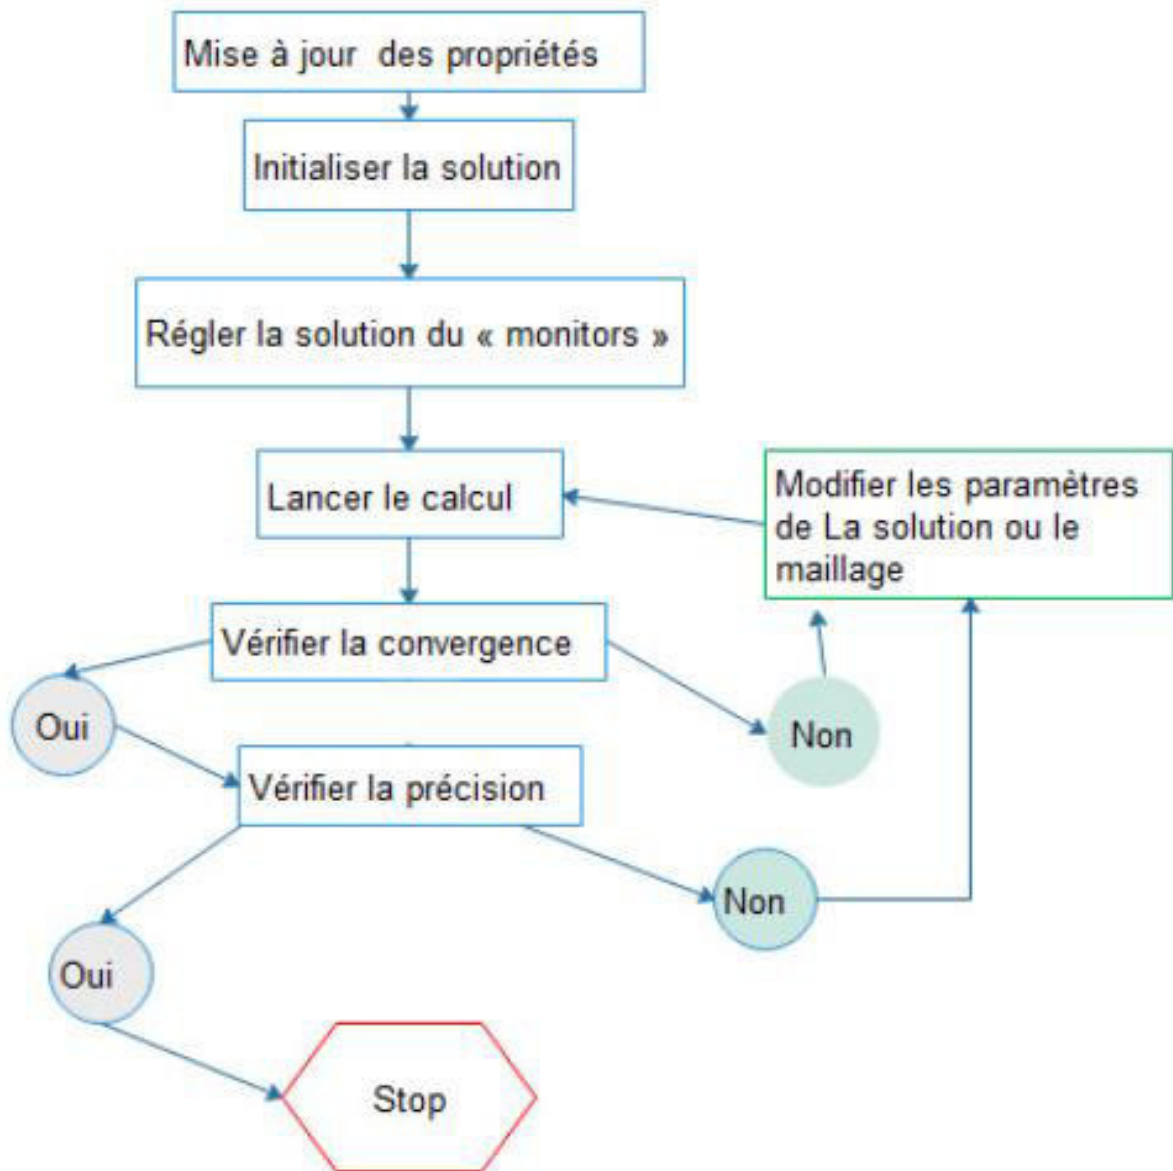 Mise à jour des propriétés
Initialiser la solution
Régler la solution du « monitors »
Lancer le calcul
Modifier les paramètres
de La solution ou le
maillage
Vérifier la convergence
Oui
Non
Vérifier la précision
Non
Oui
Stop